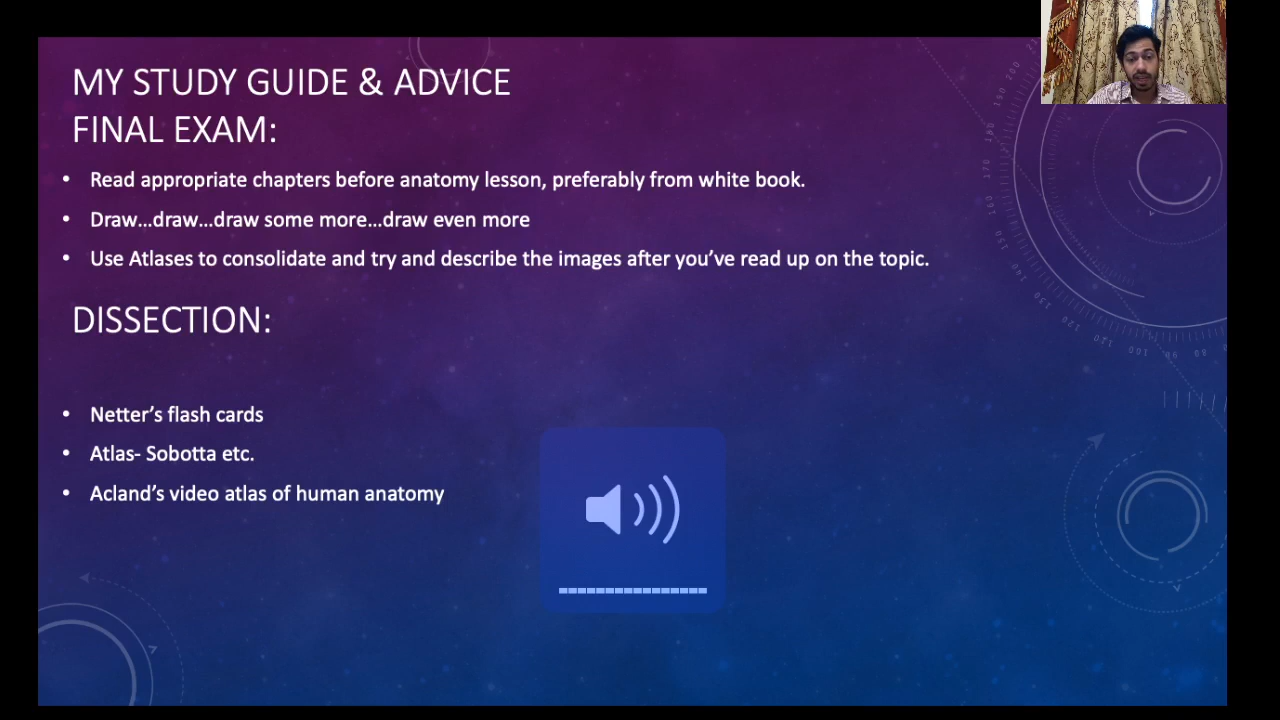 MY STUDY GUIDE & ADVICE
FINAL EXAM:
• Read appropriate chapters before anatomy lesson, preferably from white book.
• Draw…draw…draw some more…draw even more
• Use Atlases to consolidate and try and describe the images after you’ve read up on the topic.
DISSECTION:
• Netter’s flash cards
• Atlas- Sobotta etc.
• Acland’s video atlas of human anatomy